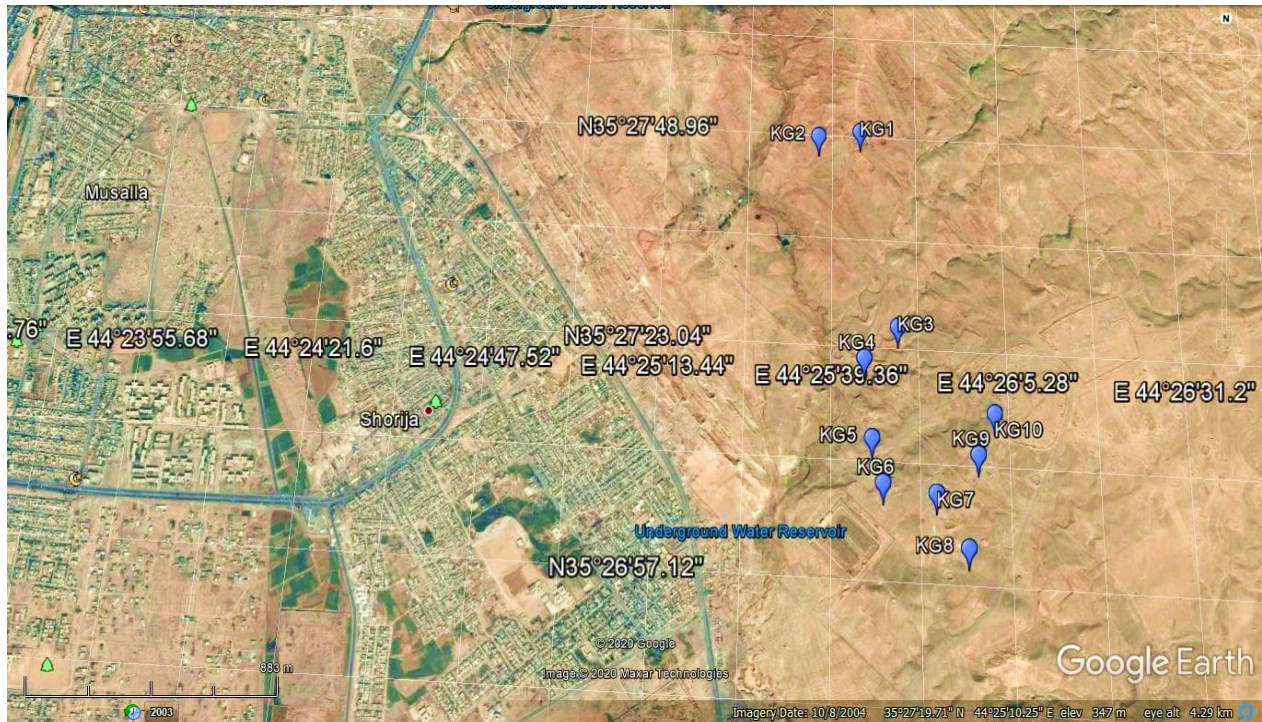 Underground Water Reservoir
N
N35°27'48.96"
KG2
KG1
Musalla
.76"
E 44°23'55.68"
E 44°24'21.6"
E 44°24'47.52"
N35°27'23.04"
E 44°25'13.44"
KG3
KG4
E 44°25'39.36"
E 44°26'5.28"
E 44°26'31.2"
Shorija
KG5
KG10
KG9
KG6
KG7
Underground Water Reservoir
KG8
N35°26'57.12"
© 2020 Google
Image © 2020 Maxar Technologies
Google Earth
883 m
2003
Imagery Date: 10/8/2004 35°27'19.71" N 44°25'10.25" E elev 347 m eye alt 4.29 km